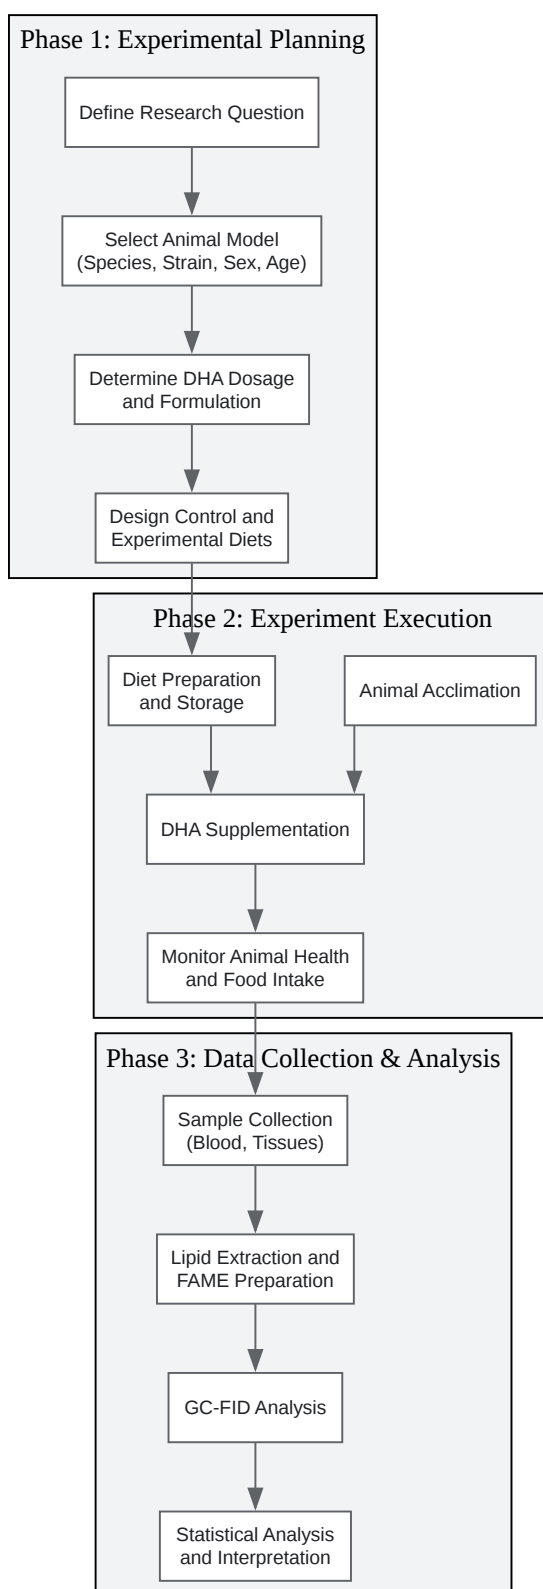 Phase 1: Experimental Planning
Define Research Question
Select Animal Model
(Species, Strain, Sex, Age)
Determine DHA Dosage
and Formulation
Design Control and
Experimental Diets
Phase 2: Experiment Execution
Diet Preparation
and Storage
Animal Acclimation
DHA Supplementation
Monitor Animal Health
and Food Intake
Phase 3: Data Collection & Analysis
Sample Collection
(Blood, Tissues)
Lipid Extraction and
FAME Preparation
GC-FID Analysis
Statistical Analysis
and Interpretation